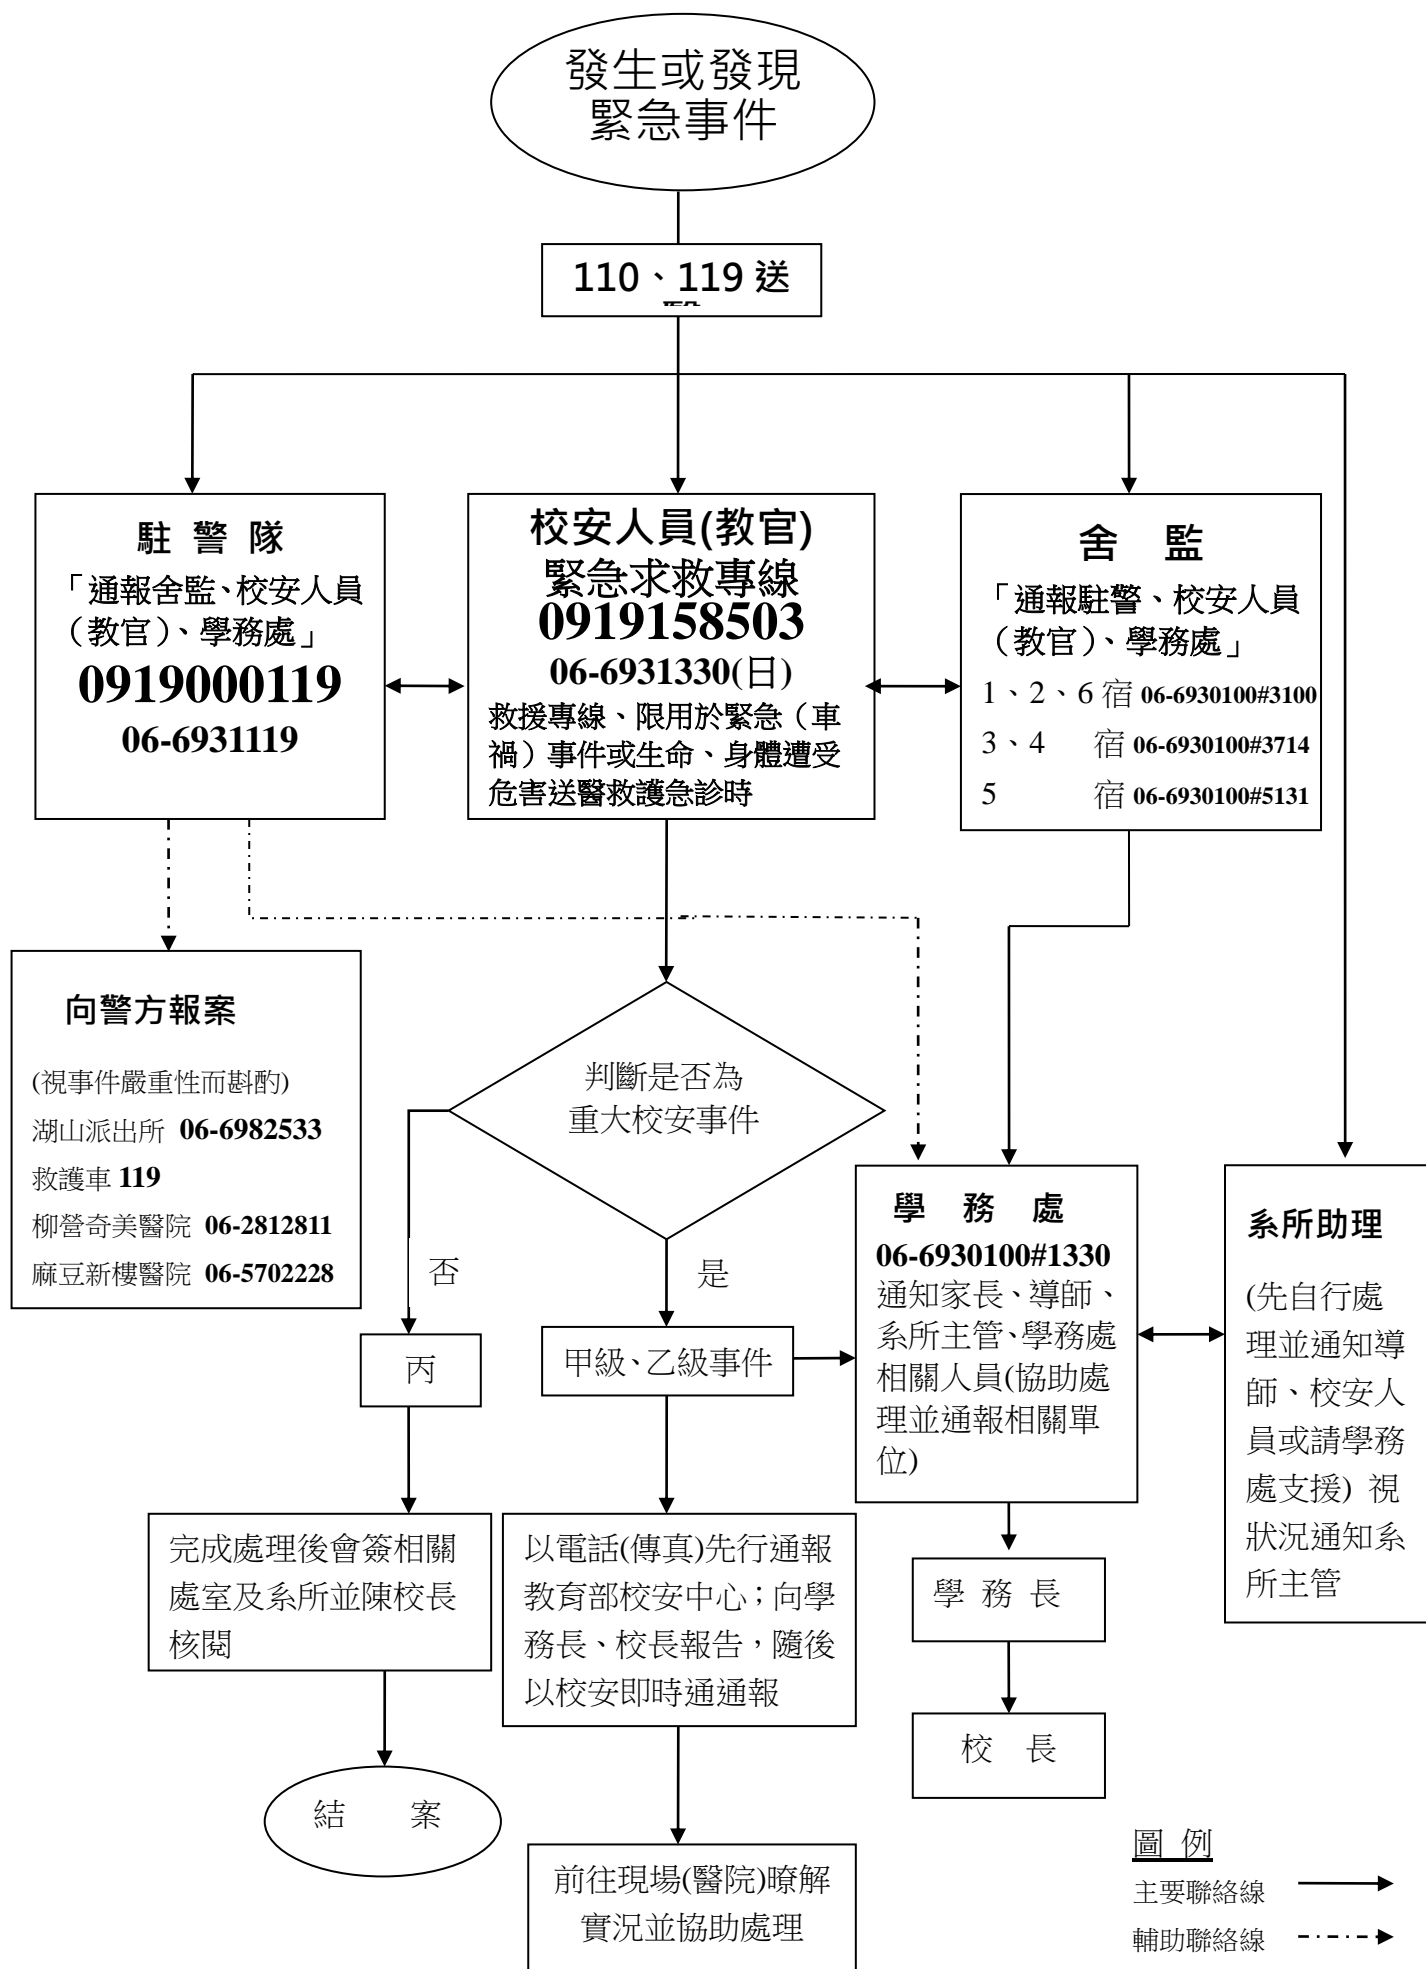 發生或發現
緊急事件
110、119 送
駐 警 隊
「通報舍監、校安人員
（教官）、學務處」
0919000119
06-6931119
校安人員(教官)
緊急求救專線
0919158503
06-6931330(日)
救援專線、限用於緊急（車
禍）事件或生命、身體遭受
危害送醫救護急診時
舍 監
「通報駐警、校安人員
（教官）、學務處」
1、2、6 宿 06-6930100#3100
3、4 宿 06-6930100#3714
5 宿 06-6930100#5131
向警方報案
(視事件嚴重性而斟酌)
湖山派出所 06-6982533
救護車 119
柳營奇美醫院 06-2812811
麻豆新樓醫院 06-5702228
判斷是否為
重大校安事件
否
是
丙
甲級、乙級事件
學 務 處
06-6930100#1330
通知家長、導師、
系所主管、學務處
相關人員(協助處
理並通報相關單
位)
系所助理
(先自行處
理並通知導
師、校安人
員或請學務
處支援) 視
狀況通知系
所主管
完成處理後會簽相關
處室及系所並陳校長
核閱
以電話(傳真)先行通報
教育部校安中心；向學
務長、校長報告，隨後
以校安即時通通報
學 務 長
校 長
結 案
前往現場(醫院)瞭解
實況並協助處理
圖 例
主要聯絡線
輔助聯絡線